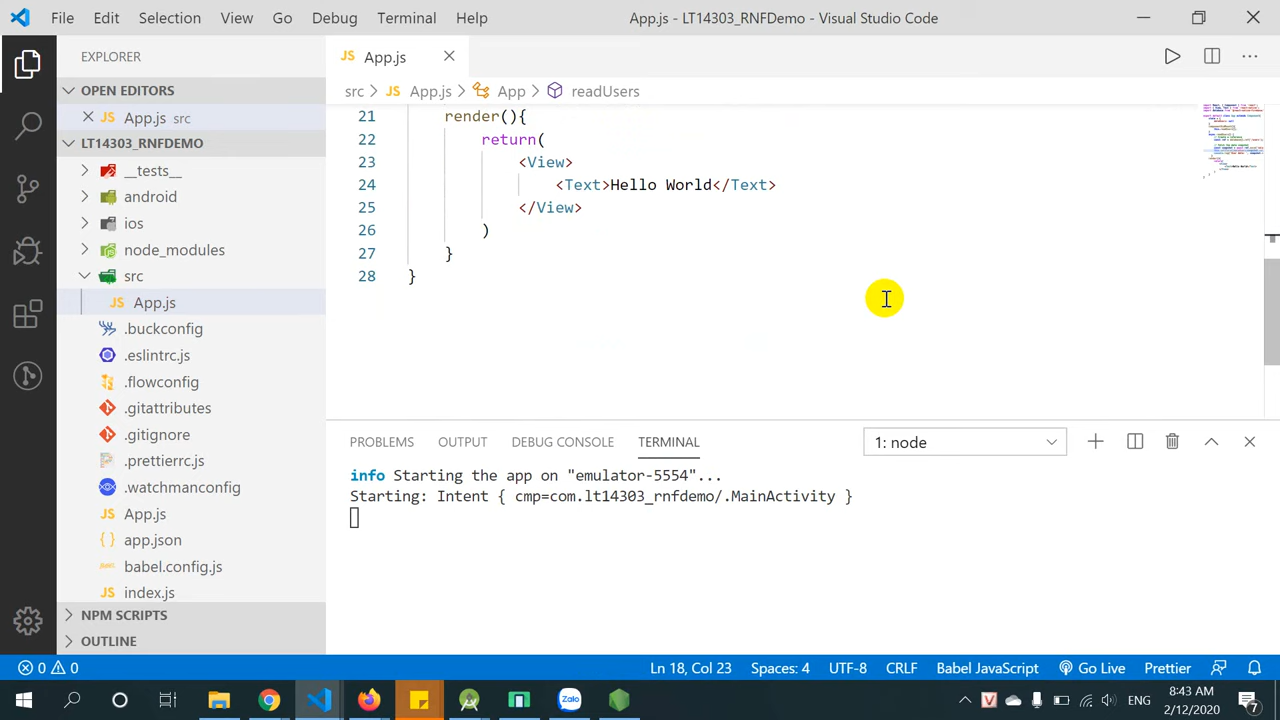 File Edit Selection View Go Debug Terminal Help App.js - LT14303_RNFDemo - Visual Studio Code
EXPLORER
JS App.js
OPEN EDITORS
src > JS App.js > App > readUsers
JS App.js src
LT14303_RNFDEMO
__tests__
android
ios
node_modules
src
JS App.js
.buckconfig
.eslintrc.js
.flowconfig
.gitattributes
.gitignore
.prettierrc.js
.watchmanconfig
JS App.js
{} app.json
babel.config.js
JS index.js
NPM SCRIPTS
OUTLINE
21 render(){
22 return(
23 <View>
24 <Text>Hello World</Text>
25 </View>
26 )
27 }
28 }
PROBLEMS OUTPUT DEBUG CONSOLE TERMINAL 1: node
info Starting the app on "emulator-5554"...
Starting: Intent { cmp=com.lt14303_rnfdemo/.MainActivity }
0 0 Ln 18, Col 23 Spaces: 4 UTF-8 CRLF Babel JavaScript Go Live Prettier
Zalo V ENG 8:43 AM
2/12/2020 7